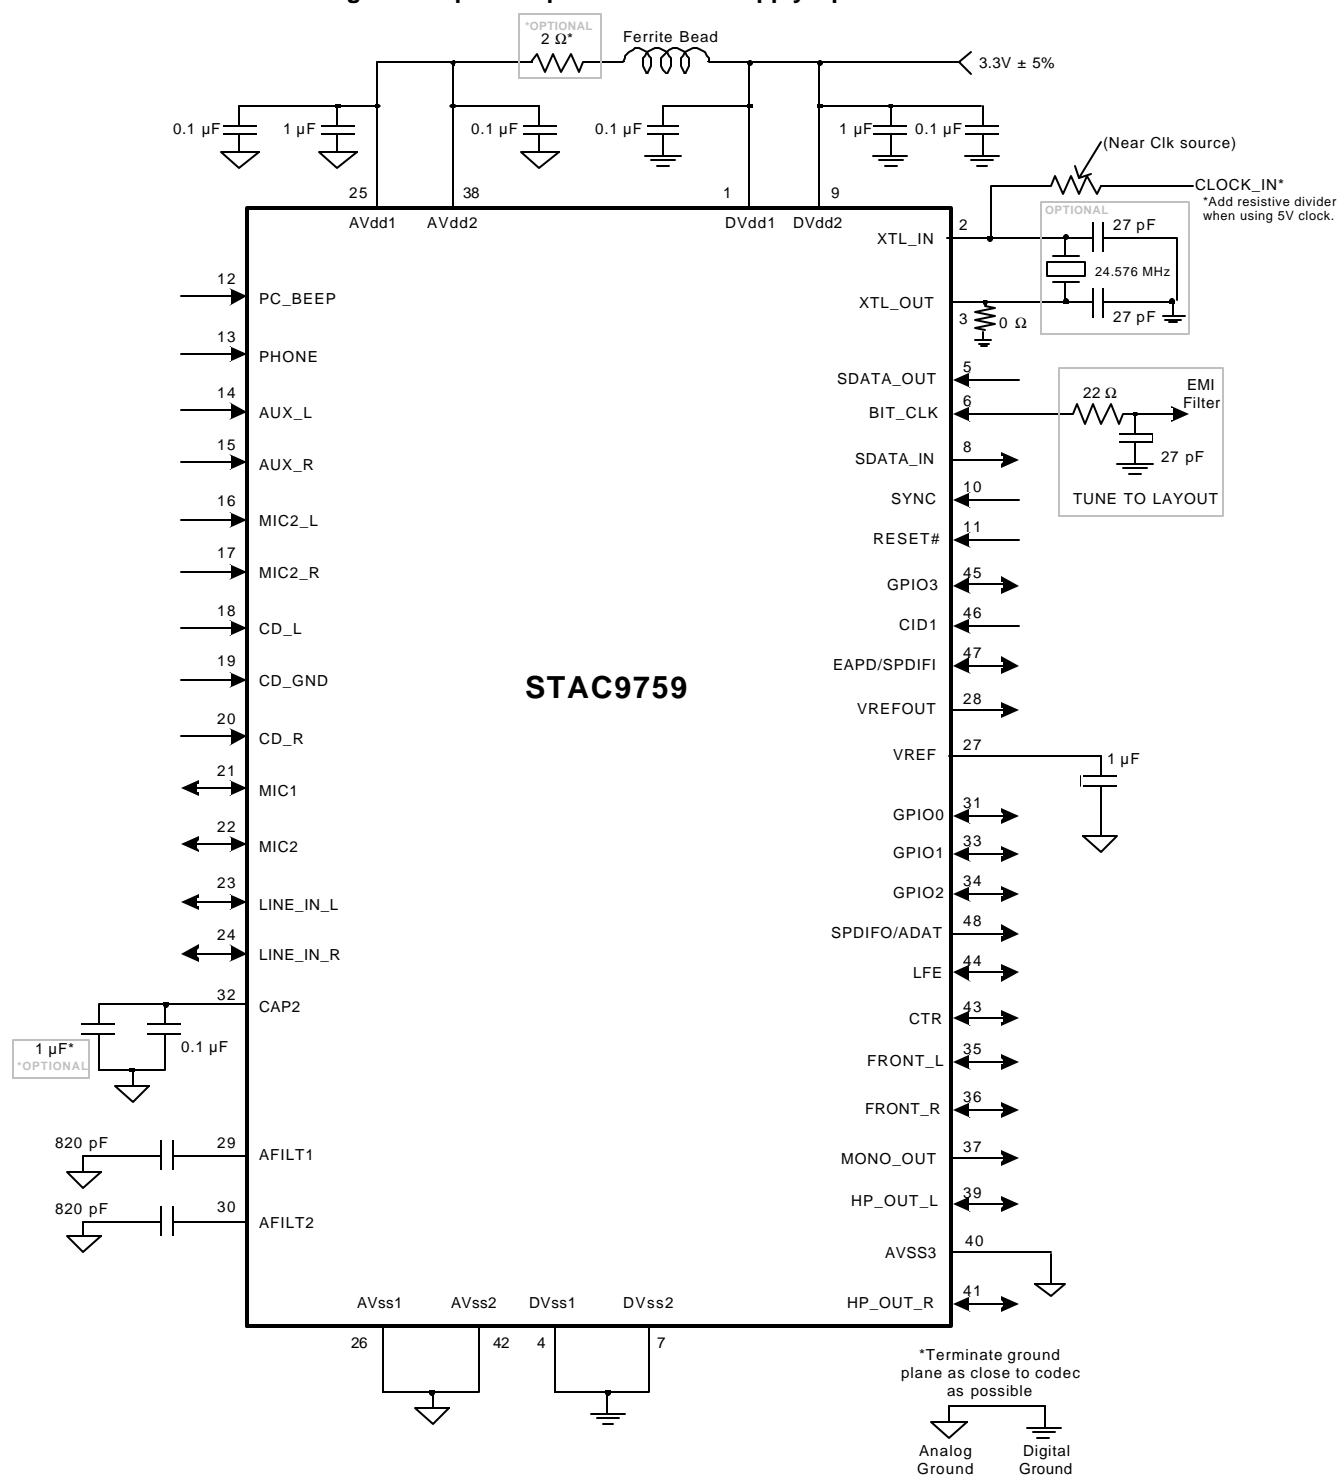 *OPTIONAL
2 Ω*
Ferrite Bead
3.3V ± 5%
0.1 µF
1 µF
0.1 µF
0.1 µF
1 µF
0.1 µF
(Near Clk source)
CLOCK_IN*
*Add resistive divider
when using 5V clock.
25
38
1
9
AVdd1
AVdd2
DVdd1
DVdd2
OPTIONAL
2
XTL_IN
27 pF
24.576 MHz
XTL_OUT
3
0 Ω
27 pF
12
PC_BEEP
13
PHONE
14
AUX_L
15
AUX_R
16
MIC2_L
17
MIC2_R
18
CD_L
19
CD_GND
20
CD_R
21
MIC1
22
MIC2
23
LINE_IN_L
24
LINE_IN_R
32
CAP2
1 µF*
*OPTIONAL
0.1 µF
820 pF
29
AFILT1
820 pF
30
AFILT2
STAC9759
SDATA_OUT
5
BIT_CLK
6
22 Ω
EMI
Filter
27 pF
TUNE TO LAYOUT
SDATA_IN
8
SYNC
10
RESET#
11
GPIO3
45
CID1
46
EAPD/SPDIFI
47
VREFOUT
28
VREF
27
1 µF
GPIO0
31
GPIO1
33
GPIO2
34
SPDIFO/ADAT
48
LFE
44
CTR
43
FRONT_L
35
FRONT_R
36
MONO_OUT
37
HP_OUT_L
39
AVSS3
40
HP_OUT_R
41
AVss1
AVss2
DVss1
DVss2
26
42
4
7
*Terminate ground
plane as close to codec
as possible
Analog
Ground
Digital
Ground